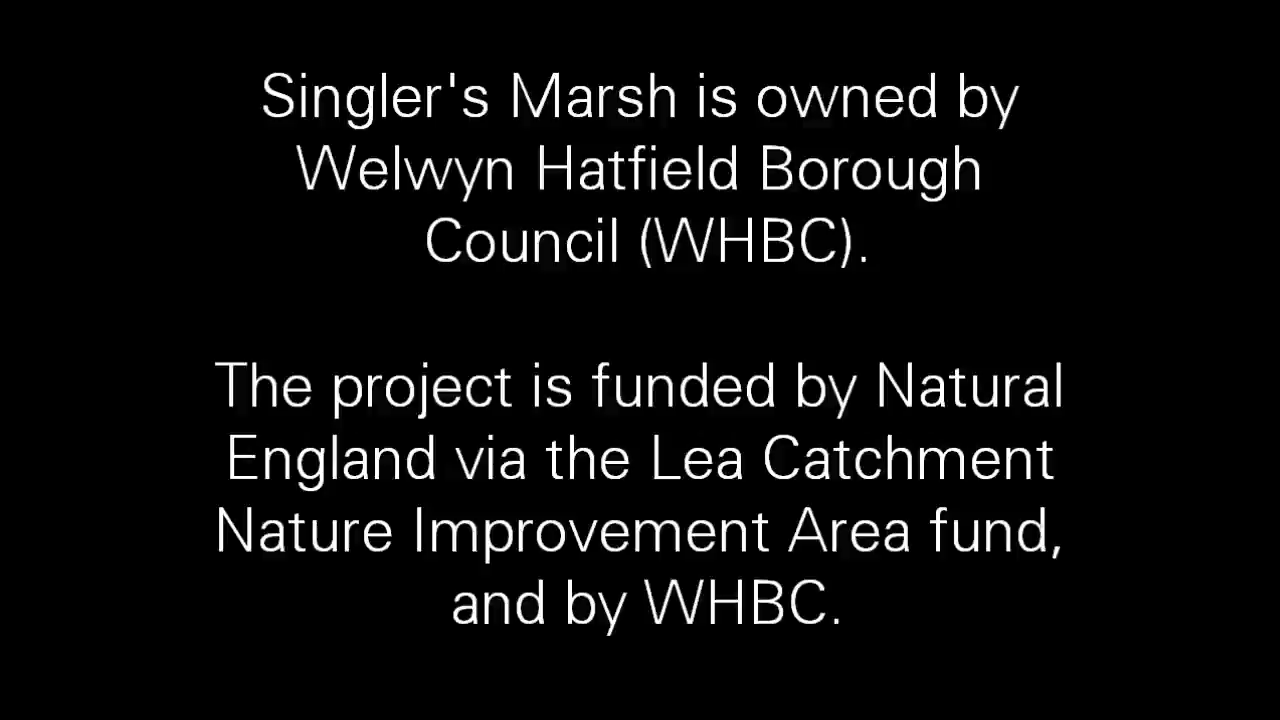 Singler's Marsh is owned by
Welwyn Hatfield Borough
Council (WHBC).
The project is funded by Natural
England via the Lea Catchment
Nature Improvement Area fund,
and by WHBC.